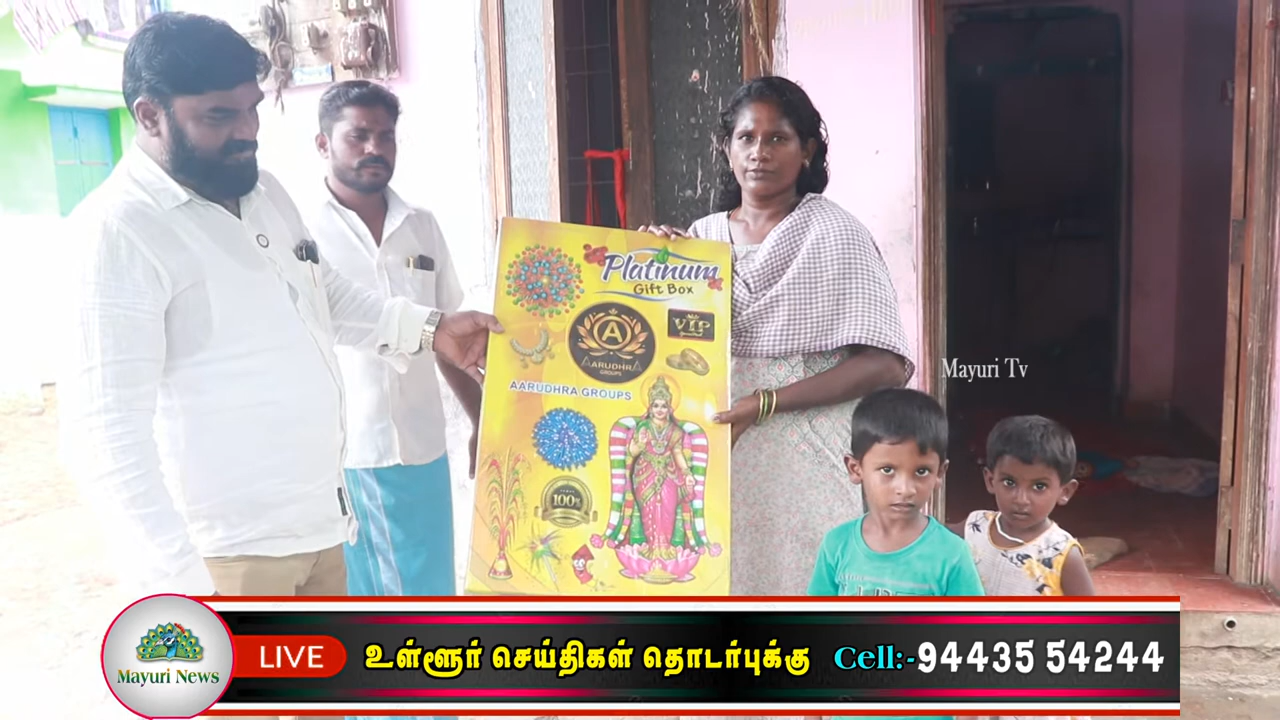 Platinum
Gift Box
A
AARUDHRA
GROUPS
VIP
AARUDHRA GROUPS
100%
Mayuri Tv
Mayuri News
LIVE
உள்ளூர் செய்திகள் தொடர்புக்கு Cell:-94435 54244